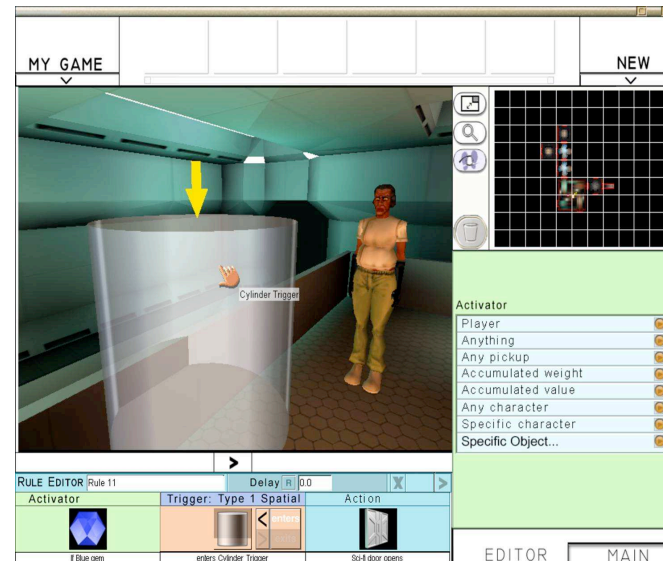 MY GAME
NEW
Cylinder Trigger
Activator
Player
Anything
Any pickup
Accumulated weight
Accumulated value
Any character
Specific character
Specific Object...
>
RULE EDITOR Rule 11 Delay R 0.0 X >
Activator Trigger: Type 1 Spatial Action
< enters
If Blue gem enters Cylinder Trigger Sci-fi door opens
EDITOR MAIN